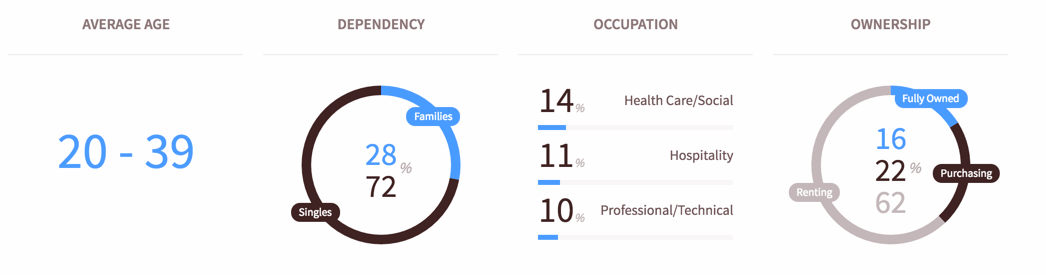 AVERAGE AGE
20 - 39
DEPENDENCY
Families
28
%
72
Singles
OCCUPATION
14 % Health Care/Social
11 % Hospitality
10 % Professional/Technical
OWNERSHIP
Fully Owned
16
22 %
Purchasing
Renting
62